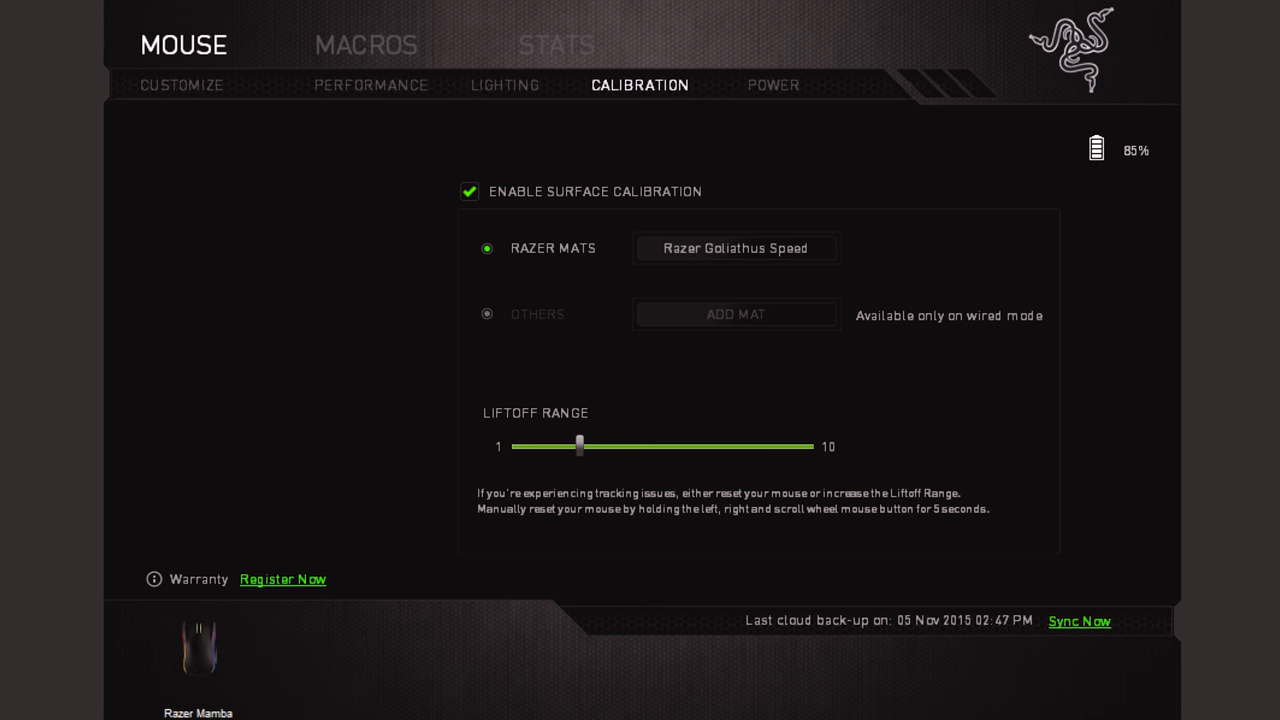 MOUSE MACROS STATS
CUSTOMIZE PERFORMANCE LIGHTING CALIBRATION POWER
85%
ENABLE SURFACE CALIBRATION
RAZER MATS Razer Goliathus Speed
OTHERS ADD MAT Available only on wired mode
LIFTOFF RANGE
1 10
If you're experiencing tracking issues, either reset your mouse or increase the Liftoff Range.
Manually reset your mouse by holding the left, right and scroll wheel mouse button for 5 seconds.
Warranty Register Now
Last cloud back-up on: 05 Nov 2015 02:47 PM Sync Now
Razer Mamba